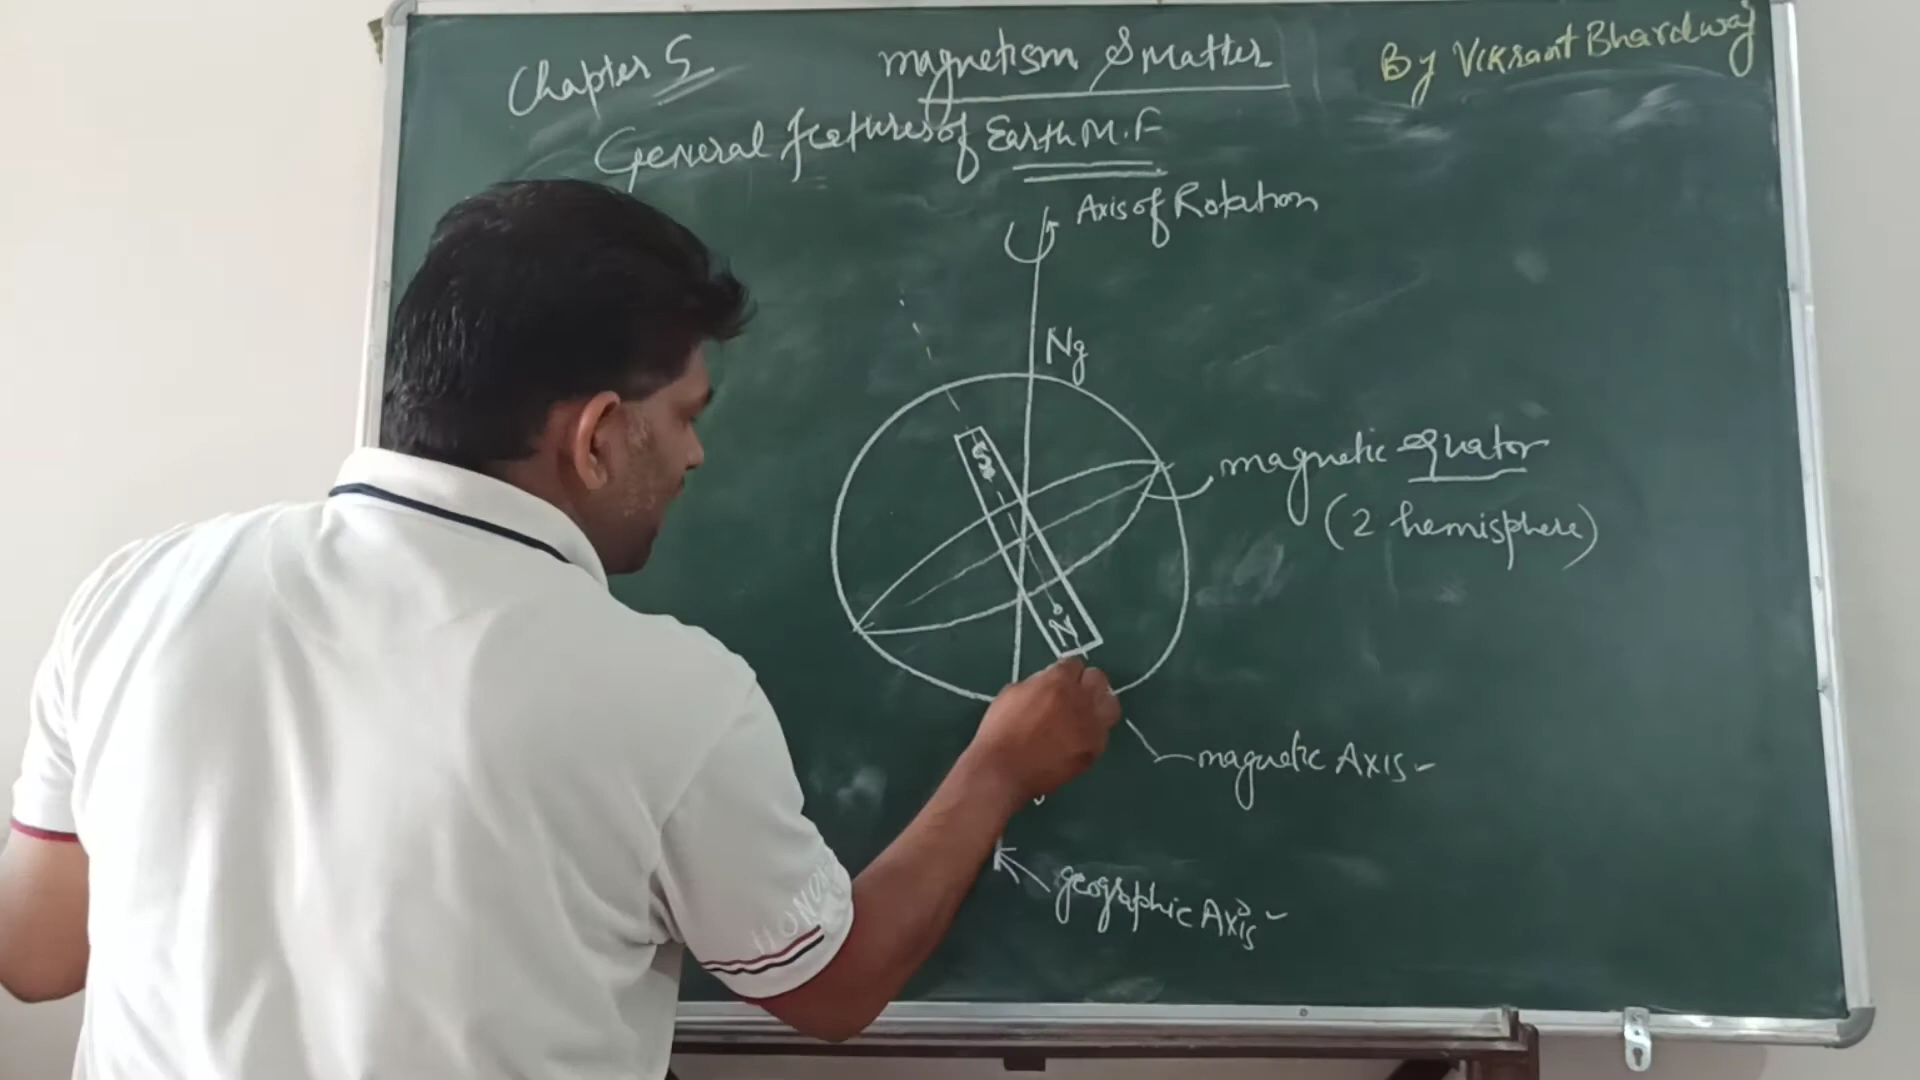 Chapter 5
magnetism & Matter
By Vikrant Bhardwaj
General features of Earth M.F
Axis of Rotation
Ng
S
magnetic equator
(2 hemisphere)
N
magnetic Axis
geographic Axis